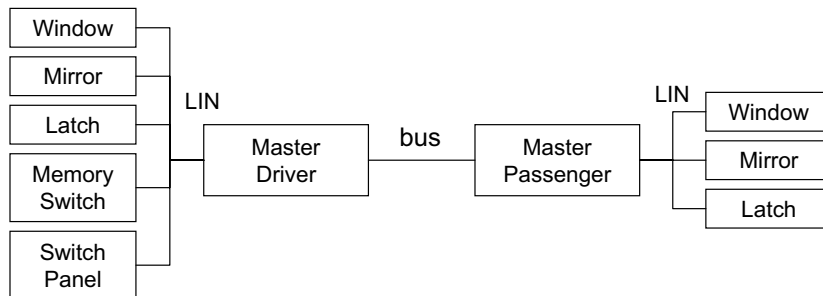 Window
Mirror
Latch
Memory
Switch
Switch
Panel
LIN
Master
Driver
bus
Master
Passenger
LIN
Window
Mirror
Latch